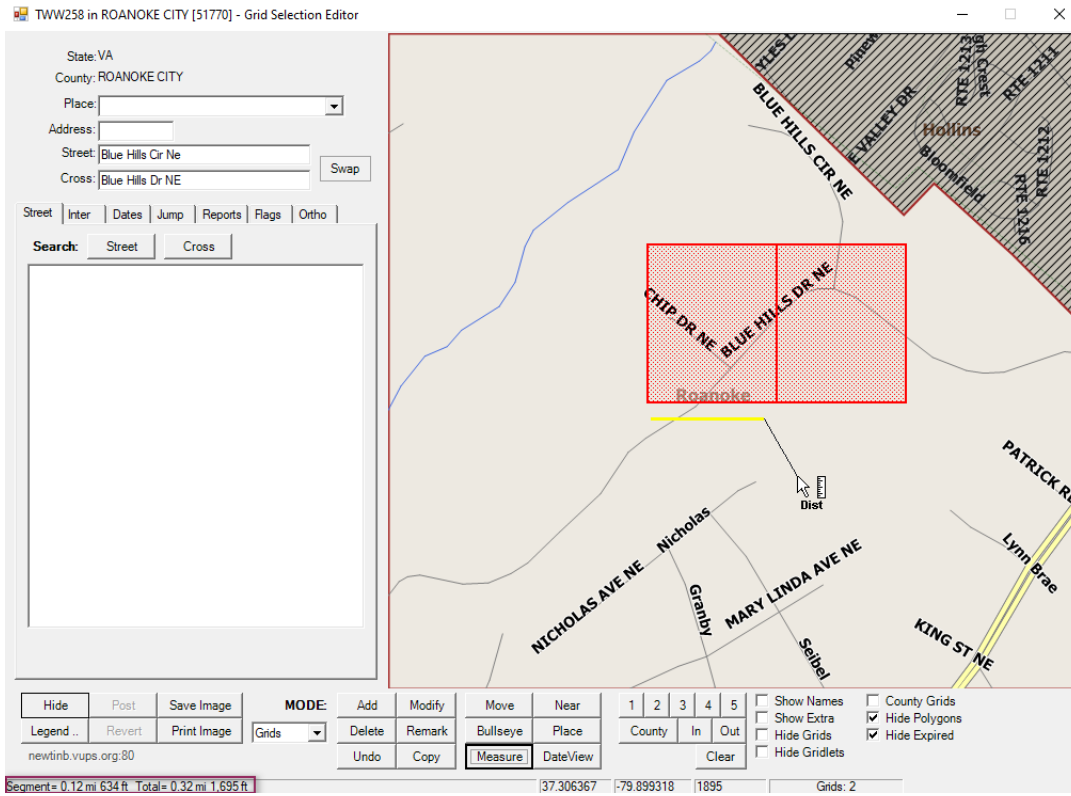 TWW258 in ROANOKE CITY [51770] - Grid Selection Editor
State: VA
County: ROANOKE CITY
Place:
Address:
Street: Blue Hills Cir Ne
Cross: Blue Hills Dr NE
Swap
Street Inter Dates Jump Reports Flags Ortho
Search: Street Cross
Pinew
gh Crest
RTE 1213
RTE 1211
BLUE HILLS CIR NE
E VALLEY DR
Hollins
Bloomfield
RTE 1212
RTE 1216
CHIP DR NE
BLUE HILLS DR NE
Roanoke
Dist
PATRICK RD
Nicholas
NICHOLAS AVE NE
Granby
MARY LINDA AVE NE
Seibel
Lynn Brae
KING ST NE
Hide Post Save Image MODE: Add Modify Move Near 1 2 3 4 5 Show Names County Grids
Show Extra Hide Polygons
Legend .. Revert Print Image Grids Delete Remark Bullseye Place County In Out Hide Grids Hide Expired
Hide Gridlets
newtinb.vups.org:80 Undo Copy Measure DateView Clear
Segment= 0.12 mi 634 ft Total= 0.32 mi 1,695 ft 37.306367 -79.899318 1895 Grids: 2